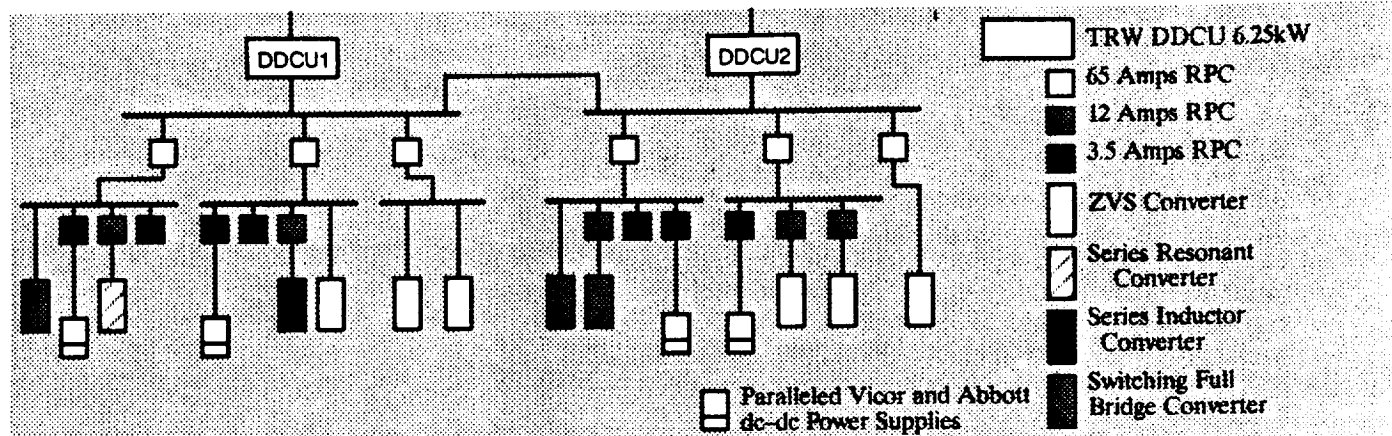 DDCU1
DDCU2
TRW DDCU 6.25kW
65 Amps RPC
12 Amps RPC
3.5 Amps RPC
ZVS Converter
Series Resonant
Converter
Series Inductor
Converter
Switching Full
Bridge Converter
Paralleled Vicor and Abbott
dc-dc Power Supplies